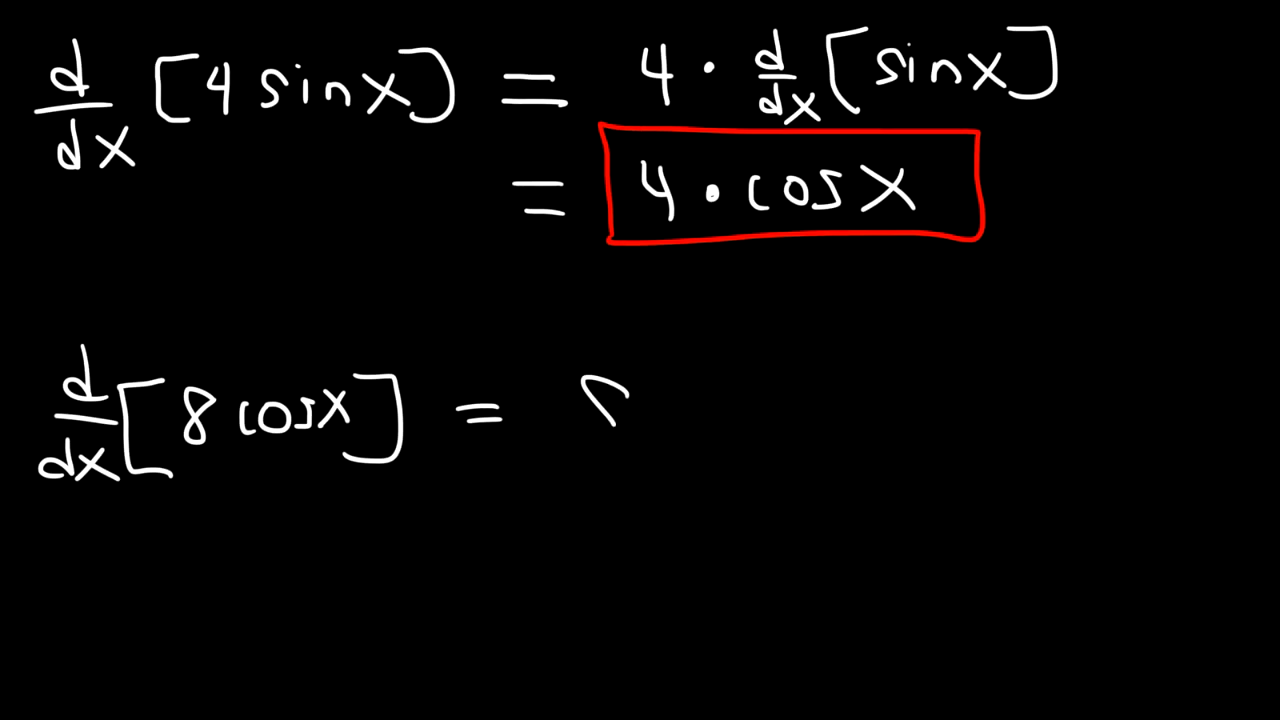 d/dx [4 sinx] = 4 · d/dx [sinx]
= 4 · cosx
d/dx [8 cosx] =